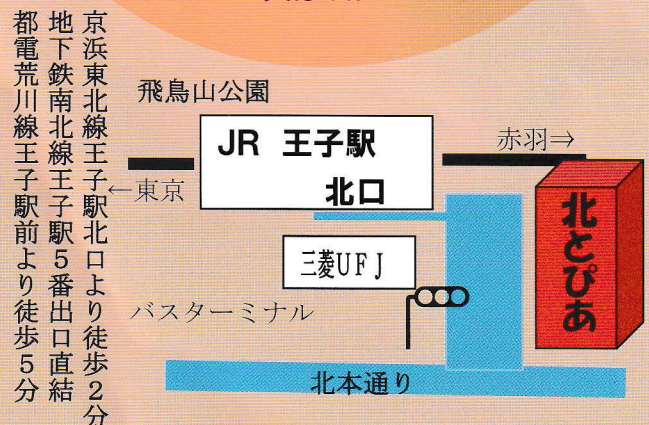 京浜東北線王子駅北口より徒歩2分
地下鉄南北線王子駅5番出口直結
都電荒川線王子駅前より徒歩5分
飛鳥山公園
JR 王子駅
北口
赤羽⇒
←東京
北とぴあ
三菱UFJ
バスターミナル
北本通り